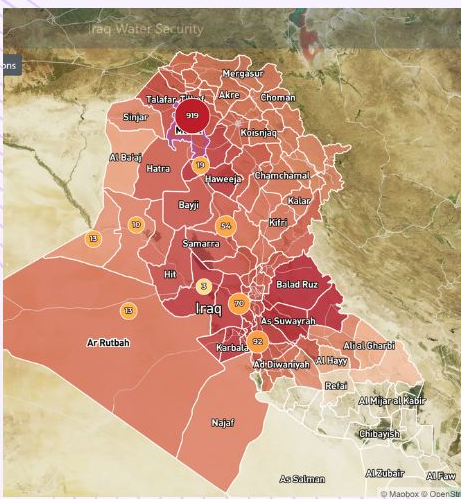 Iraq Water Security
ons
Mergasur
Akre
Choman
Talafar
919
Sinjar
Koisnjaq
Al Ba'aj
Hatra
19
Haweeja
Chamchamal
Bayji
Kalar
10
54
Kifri
13
Samarra
Hit
3
Balad Ruz
70
Iraq
13
As Suwayrah
Ar Rutbah
92
Karbala
Ali al Gharbi
Al Hayy
Ad Diwaniyah
Refai
Al Mijar al Kabir
Najaf
Chibayish
As Salman
Al Zubair
Al Faw
© Mapbox © OpenStr